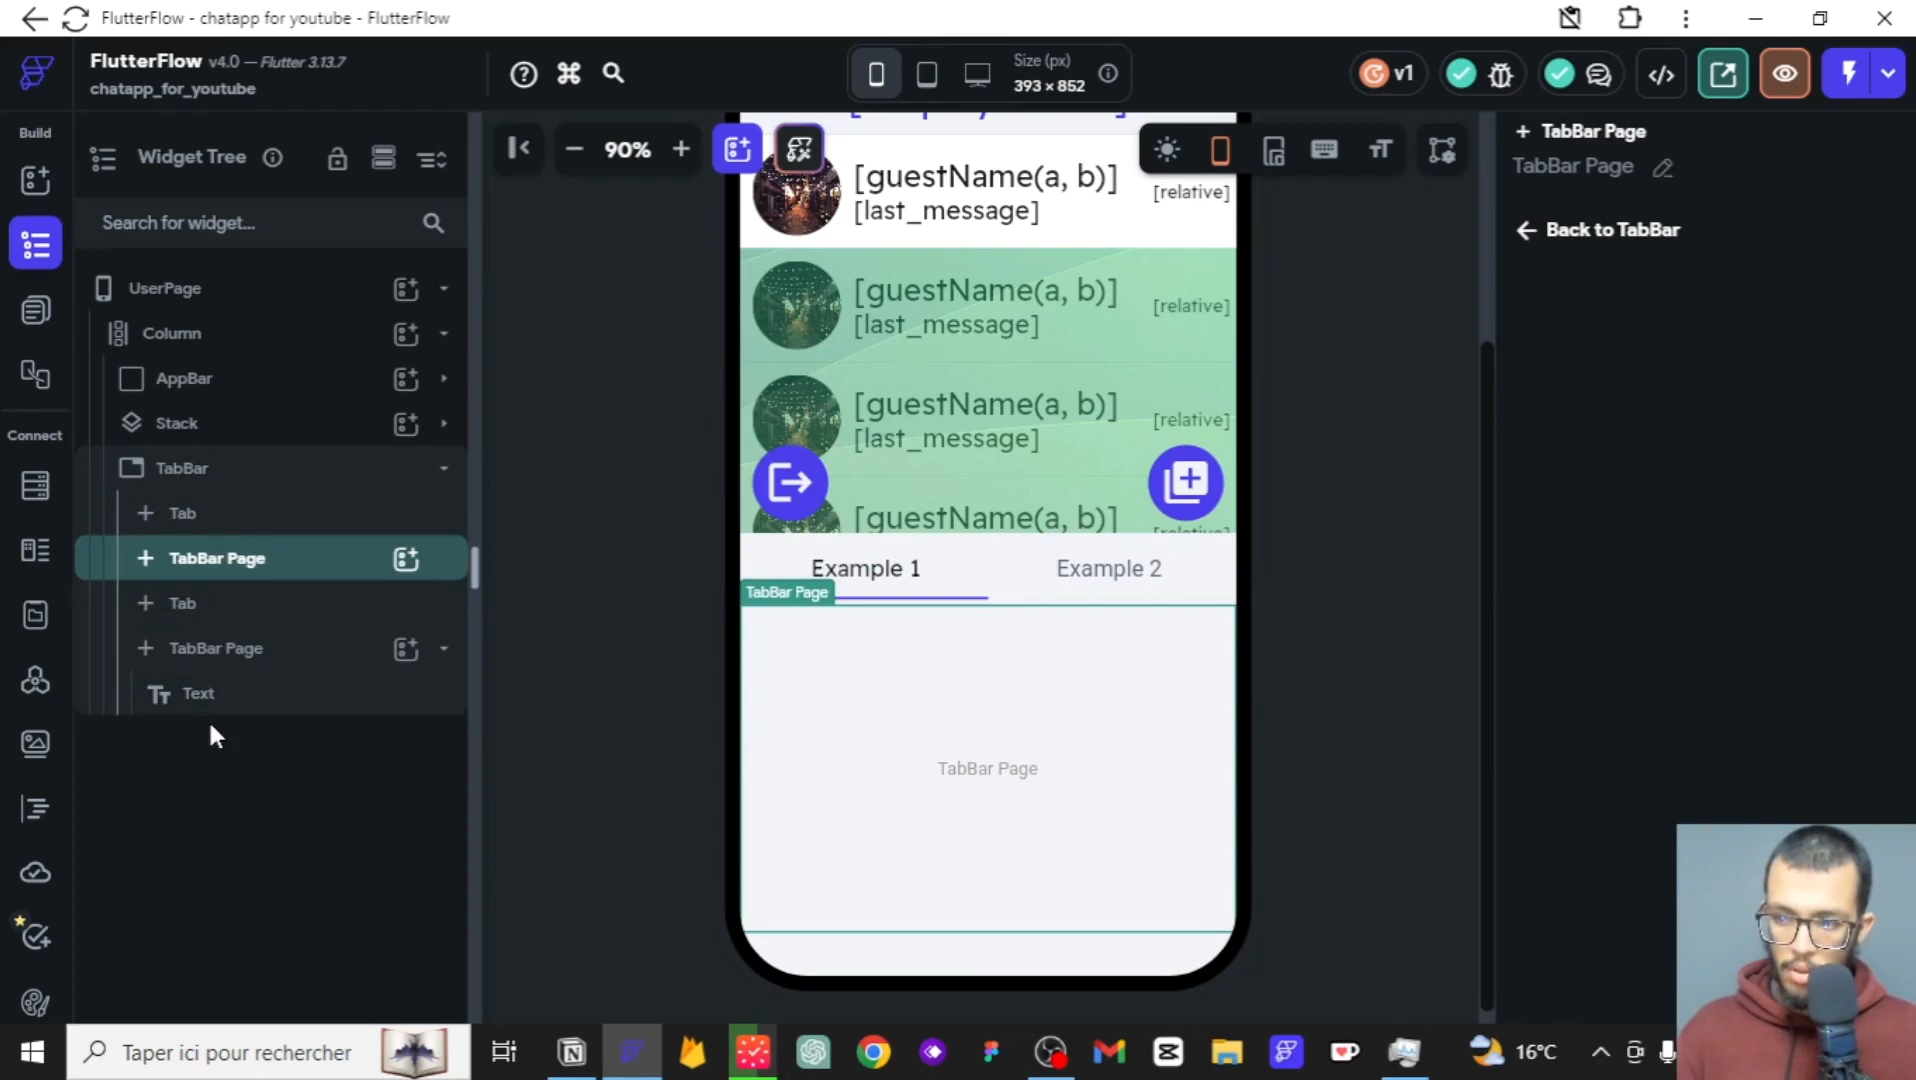 FlutterFlow - chatapp for youtube - FlutterFlow
FlutterFlow v4.0 — Flutter 3.13.7
chatapp_for_youtube
Size (px)
393 × 852
v1
Build
Widget Tree
90%
Search for widget...
UserPage
Column
AppBar
Stack
Connect
TabBar
Tab
TabBar Page
Tab
TabBar Page
Text
[guestName(a, b)]
[last_message]
[relative]
[guestName(a, b)]
[last_message]
[relative]
[guestName(a, b)]
[last_message]
[relative]
[guestName(a, b)]
[relative]
Example 1
Example 2
TabBar Page
TabBar Page
TabBar Page
TabBar Page
Back to TabBar
Taper ici pour rechercher
16°C